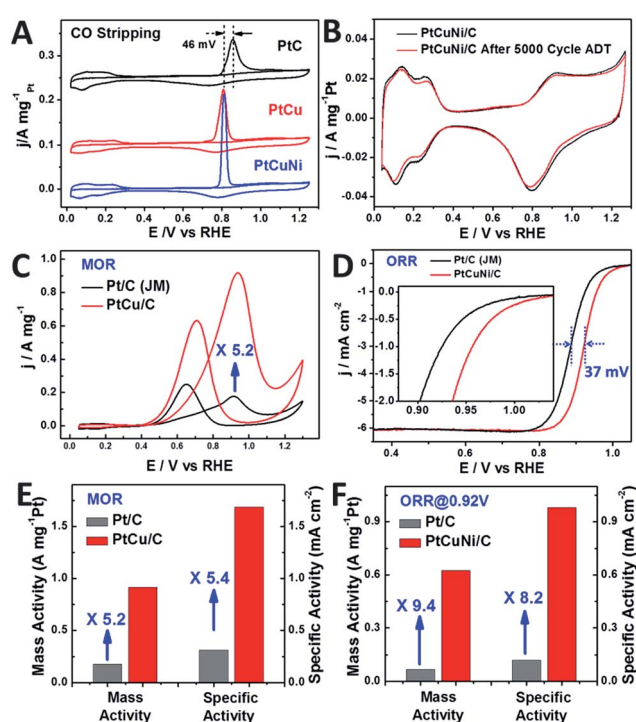 A
CO Stripping
46 mV
PtC
PtCu
PtCuNi
j/A mg⁻¹Pt
0.3
0.2
0.1
0.0
0.0 0.2 0.4 0.6 0.8 1.0 1.2
E /V vs RHE
B
PtCuNi/C
PtCuNi/C After 5000 Cycle ADT
j/A mg⁻¹Pt
0.04
0.02
0.00
-0.02
-0.04
0.0 0.2 0.4 0.6 0.8 1.0 1.2
E / V vs RHE
C
MOR
Pt/C (JM)
PtCu/C
X 5.2
j / A mg⁻¹
1.0
0.8
0.6
0.4
0.2
0.0
0.0 0.2 0.4 0.6 0.8 1.0 1.2
E / V vs RHE
D
ORR
Pt/C (JM)
PtCuNi/C
0.0
-0.5
-1.0
-1.5
-2.0
0.90 0.95 1.00
37 mV
j / mA cm⁻²
0
-1
-2
-3
-4
-5
-6
-7
0.4 0.6 0.8 1.0
E / V vs RHE
E
MOR
Pt/C
PtCu/C
X 5.2
X 5.4
Mass Activity (A mg⁻¹Pt)
1.5
1.0
0.5
0.0
Specific Activity (mA cm⁻²)
1.5
1.0
0.5
0.0
Mass Activity
Specific Activity
F
ORR@0.92V
Pt/C
PtCuNi/C
X 9.4
X 8.2
Mass Activity (A mg⁻¹Pt)
0.9
0.6
0.3
0.0
Specific Activity (mA cm⁻²)
0.9
0.6
0.3
0.0
Mass Activity
Specific Activity